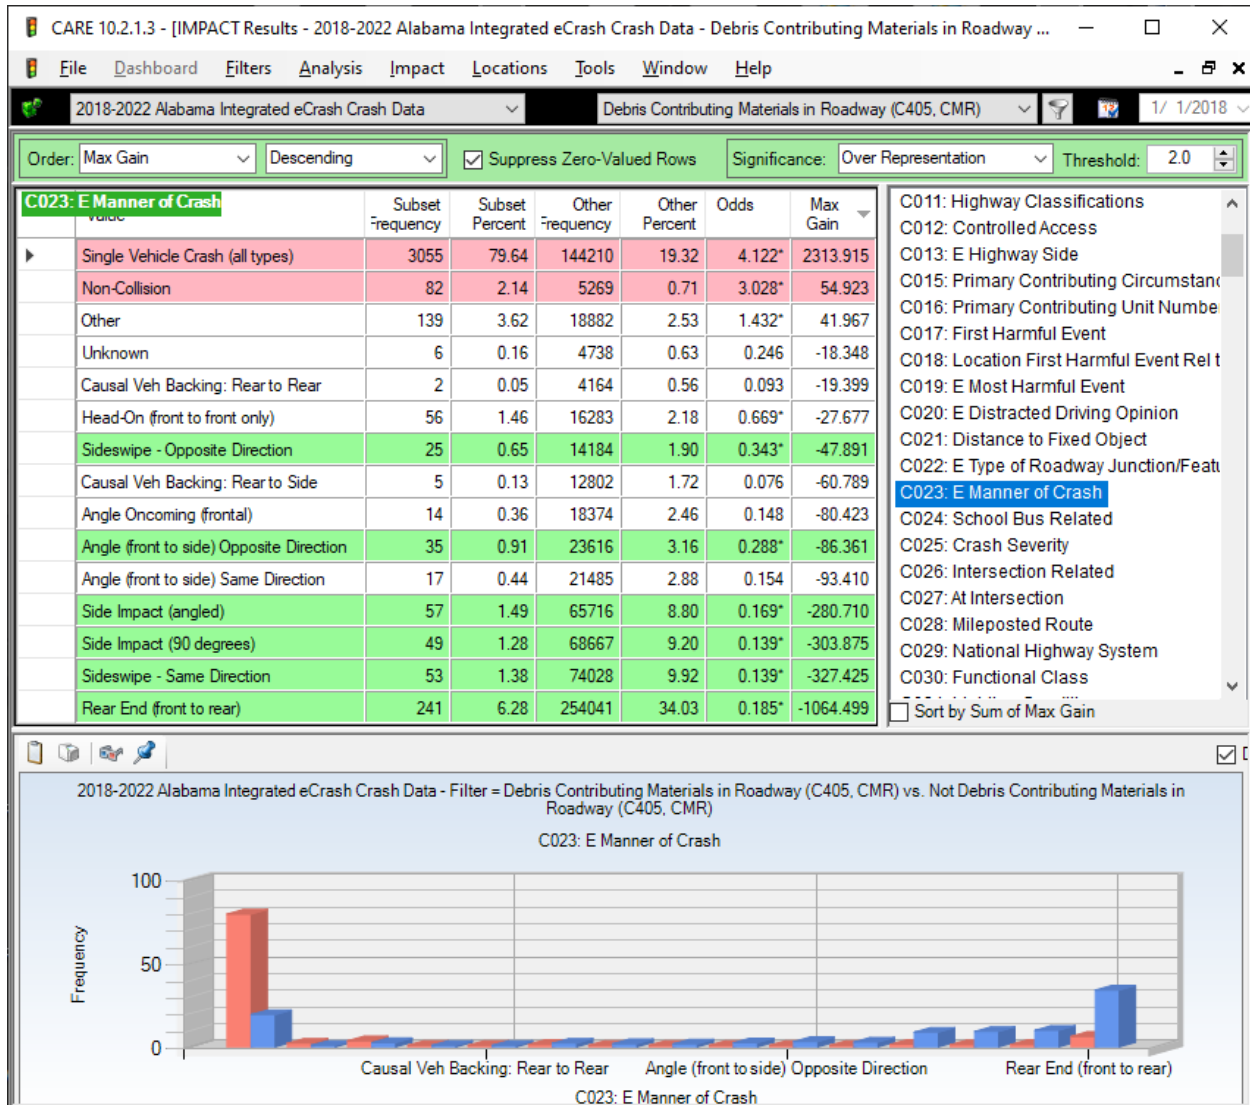 CARE 10.2.1.3 - [IMPACT Results - 2018-2022 Alabama Integrated eCrash Crash Data - Debris Contributing Materials in Roadway ...
File Dashboard Filters Analysis Impact Locations Tools Window Help
2018-2022 Alabama Integrated eCrash Crash Data Debris Contributing Materials in Roadway (C405, CMR) 1/ 1/2018
Order: Max Gain Descending Suppress Zero-Valued Rows Significance: Over Representation Threshold: 2.0
C023: E Manner of Crash Subset Frequency Subset Percent Other Frequency Other Percent Odds Max Gain
Single Vehicle Crash (all types) 3055 79.64 144210 19.32 4.122* 2313.915
Non-Collision 82 2.14 5269 0.71 3.028* 54.923
Other 139 3.62 18882 2.53 1.432* 41.967
Unknown 6 0.16 4738 0.63 0.246 -18.348
Causal Veh Backing: Rear to Rear 2 0.05 4164 0.56 0.093 -19.399
Head-On (front to front only) 56 1.46 16283 2.18 0.669* -27.677
Sideswipe - Opposite Direction 25 0.65 14184 1.90 0.343* -47.891
Causal Veh Backing: Rear to Side 5 0.13 12802 1.72 0.076 -60.789
Angle Oncoming (frontal) 14 0.36 18374 2.46 0.148 -80.423
Angle (front to side) Opposite Direction 35 0.91 23616 3.16 0.288* -86.361
Angle (front to side) Same Direction 17 0.44 21485 2.88 0.154 -93.410
Side Impact (angled) 57 1.49 65716 8.80 0.169* -280.710
Side Impact (90 degrees) 49 1.28 68667 9.20 0.139* -303.875
Sideswipe - Same Direction 53 1.38 74028 9.92 0.139* -327.425
Rear End (front to rear) 241 6.28 254041 34.03 0.185* -1064.499
C011: Highway Classifications
C012: Controlled Access
C013: E Highway Side
C015: Primary Contributing Circumstanc
C016: Primary Contributing Unit Number
C017: First Harmful Event
C018: Location First Harmful Event Rel t
C019: E Most Harmful Event
C020: E Distracted Driving Opinion
C021: Distance to Fixed Object
C022: E Type of Roadway Junction/Featu
C023: E Manner of Crash
C024: School Bus Related
C025: Crash Severity
C026: Intersection Related
C027: At Intersection
C028: Mileposted Route
C029: National Highway System
C030: Functional Class
Sort by Sum of Max Gain
2018-2022 Alabama Integrated eCrash Crash Data - Filter = Debris Contributing Materials in Roadway (C405, CMR) vs. Not Debris Contributing Materials in
Roadway (C405, CMR)
C023: E Manner of Crash
100
50
0
Frequency
Causal Veh Backing: Rear to Rear Angle (front to side) Opposite Direction Rear End (front to rear)
C023: E Manner of Crash